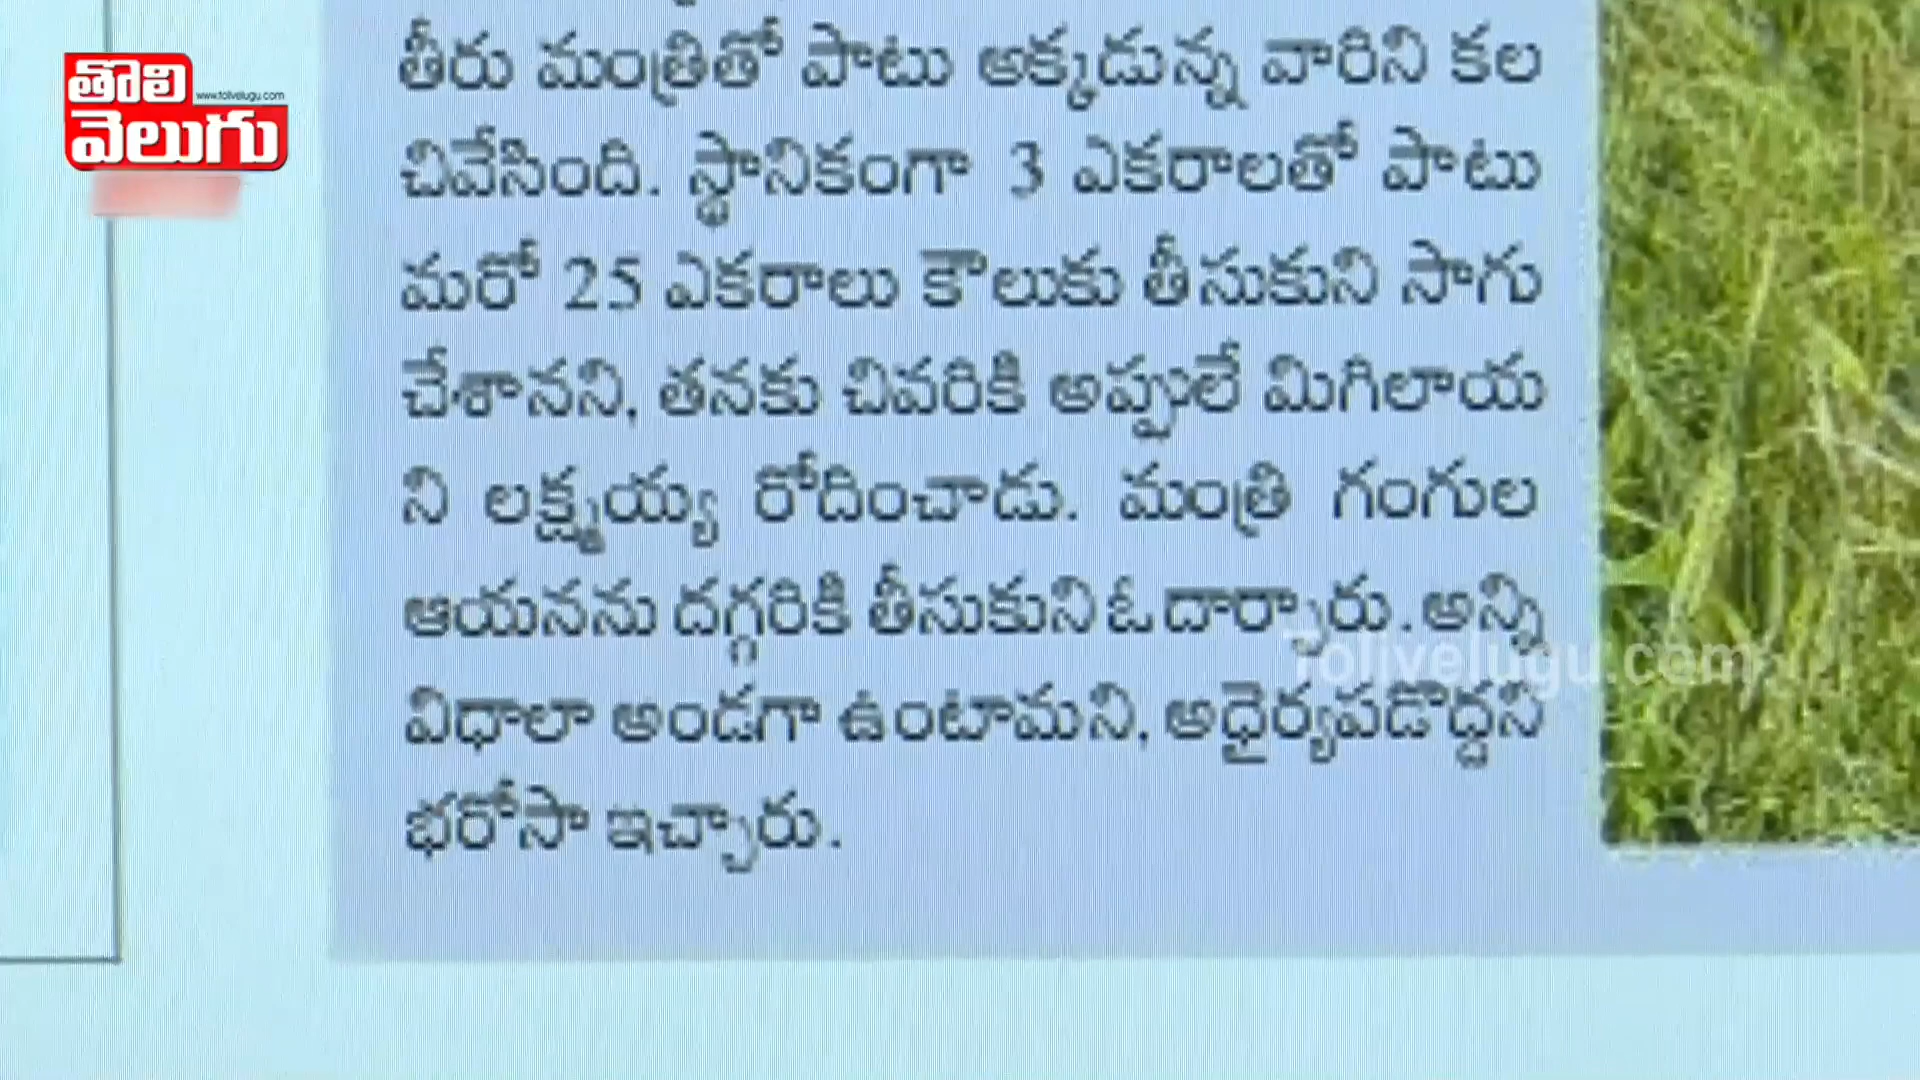 తొలి
వెలుగు
www.tolivelugu.com
తీరు మంత్రితో పాటు అక్కడున్న వారిని కల
చివేసింది. స్థానికంగా 3 ఎకరాలతో పాటు
మరో 25 ఎకరాలు కౌలుకు తీసుకుని సాగు
చేశానని, తనకు చివరికి అప్పులే మిగిలాయ
ని లక్ష్మయ్య రోదించాడు. మంత్రి గంగుల
ఆయనను దగ్గరికి తీసుకుని ఓదార్చారు. అన్ని
విధాలా అండగా ఉంటామని, అధైర్యపడొద్దని
భరోసా ఇచ్చారు.
Tolivelugu.com